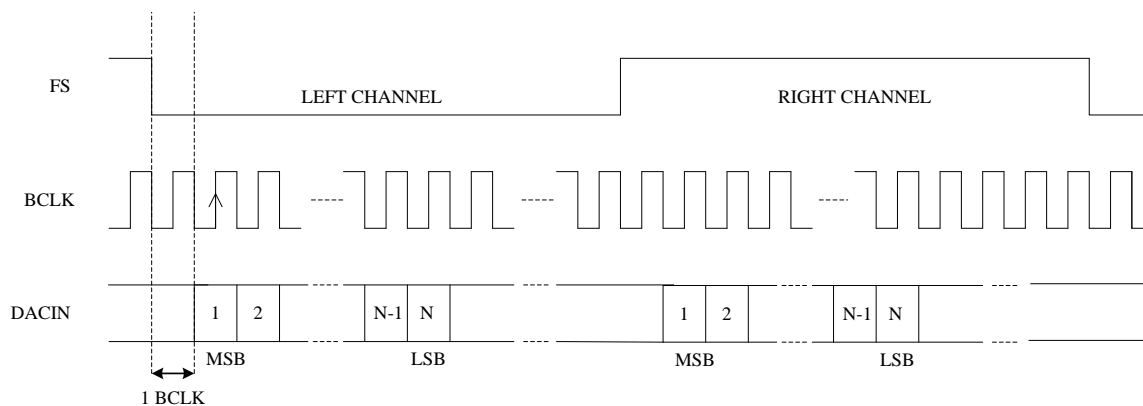 FS
LEFT CHANNEL
RIGHT CHANNEL
BCLK
DACIN
1
2
N-1
N
1
2
N-1
N
MSB
LSB
MSB
LSB
1 BCLK